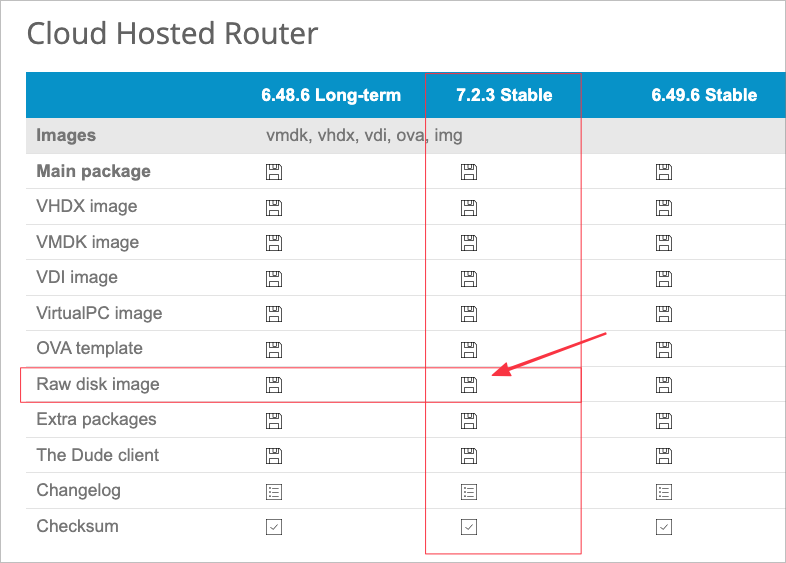 Cloud Hosted Router
6.48.6 Long-term 7.2.3 Stable 6.49.6 Stable
Images vmdk, vhdx, vdi, ova, img
Main package
VHDX image
VMDK image
VDI image
VirtualPC image
OVA template
Raw disk image
Extra packages
The Dude client
Changelog
Checksum